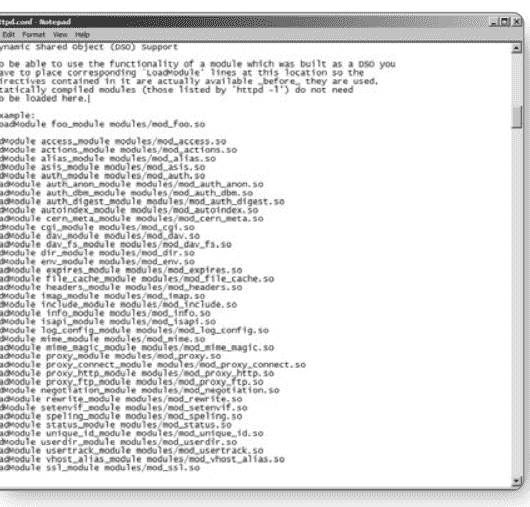 ttpd.conf - Notepad
Edit Format View Help
ynamic Shared Object (DSO) Support
o be able to use the functionality of a module which was built as a DSO you
ave to place corresponding `LoadModule' lines at this location so the
irectives contained in it are actually available _before_ they are used.
tatically compiled modules (those listed by `httpd -l') do not need
o be loaded here.
xample:
oadModule foo_module modules/mod_foo.so
adModule access_module modules/mod_access.so
adModule actions_module modules/mod_actions.so
adModule alias_module modules/mod_alias.so
adModule asis_module modules/mod_asis.so
adModule auth_module modules/mod_auth.so
adModule auth_anon_module modules/mod_auth_anon.so
adModule auth_dbm_module modules/mod_auth_dbm.so
adModule auth_digest_module modules/mod_auth_digest.so
adModule autoindex_module modules/mod_autoindex.so
adModule cern_meta_module modules/mod_cern_meta.so
adModule cgi_module modules/mod_cgi.so
adModule dav_module modules/mod_dav.so
adModule dav_fs_module modules/mod_dav_fs.so
adModule dir_module modules/mod_dir.so
adModule env_module modules/mod_env.so
adModule expires_module modules/mod_expires.so
adModule file_cache_module modules/mod_file_cache.so
adModule headers_module modules/mod_headers.so
adModule imap_module modules/mod_imap.so
adModule include_module modules/mod_include.so
adModule info_module modules/mod_info.so
adModule isapi_module modules/mod_isapi.so
adModule log_config_module modules/mod_log_config.so
adModule mime_module modules/mod_mime.so
adModule mime_magic_module modules/mod_mime_magic.so
adModule proxy_module modules/mod_proxy.so
adModule proxy_connect_module modules/mod_proxy_connect.so
adModule proxy_http_module modules/mod_proxy_http.so
adModule proxy_ftp_module modules/mod_proxy_ftp.so
adModule negotiation_module modules/mod_negotiation.so
adModule rewrite_module modules/mod_rewrite.so
adModule setenvif_module modules/mod_setenvif.so
adModule speling_module modules/mod_speling.so
adModule status_module modules/mod_status.so
adModule unique_id_module modules/mod_unique_id.so
adModule userdir_module modules/mod_userdir.so
adModule usertrack_module modules/mod_usertrack.so
adModule vhost_alias_module modules/mod_vhost_alias.so
adModule ssl_module modules/mod_ssl.so